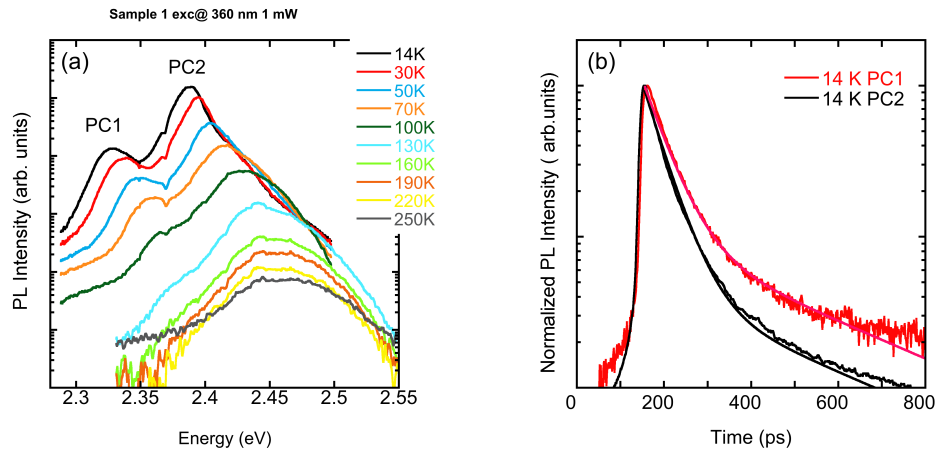 Sample 1 exc@ 360 nm 1 mW
(a)
PC1
PC2
14K
30K
50K
70K
100K
130K
160K
190K
220K
250K
PL Intensity (arb. units)
2.3
2.35
2.4
2.45
2.5
2.55
Energy (eV)
(b)
14 K PC1
14 K PC2
Normalized PL Intensity ( arb.units)
0
200
400
600
800
Time (ps)